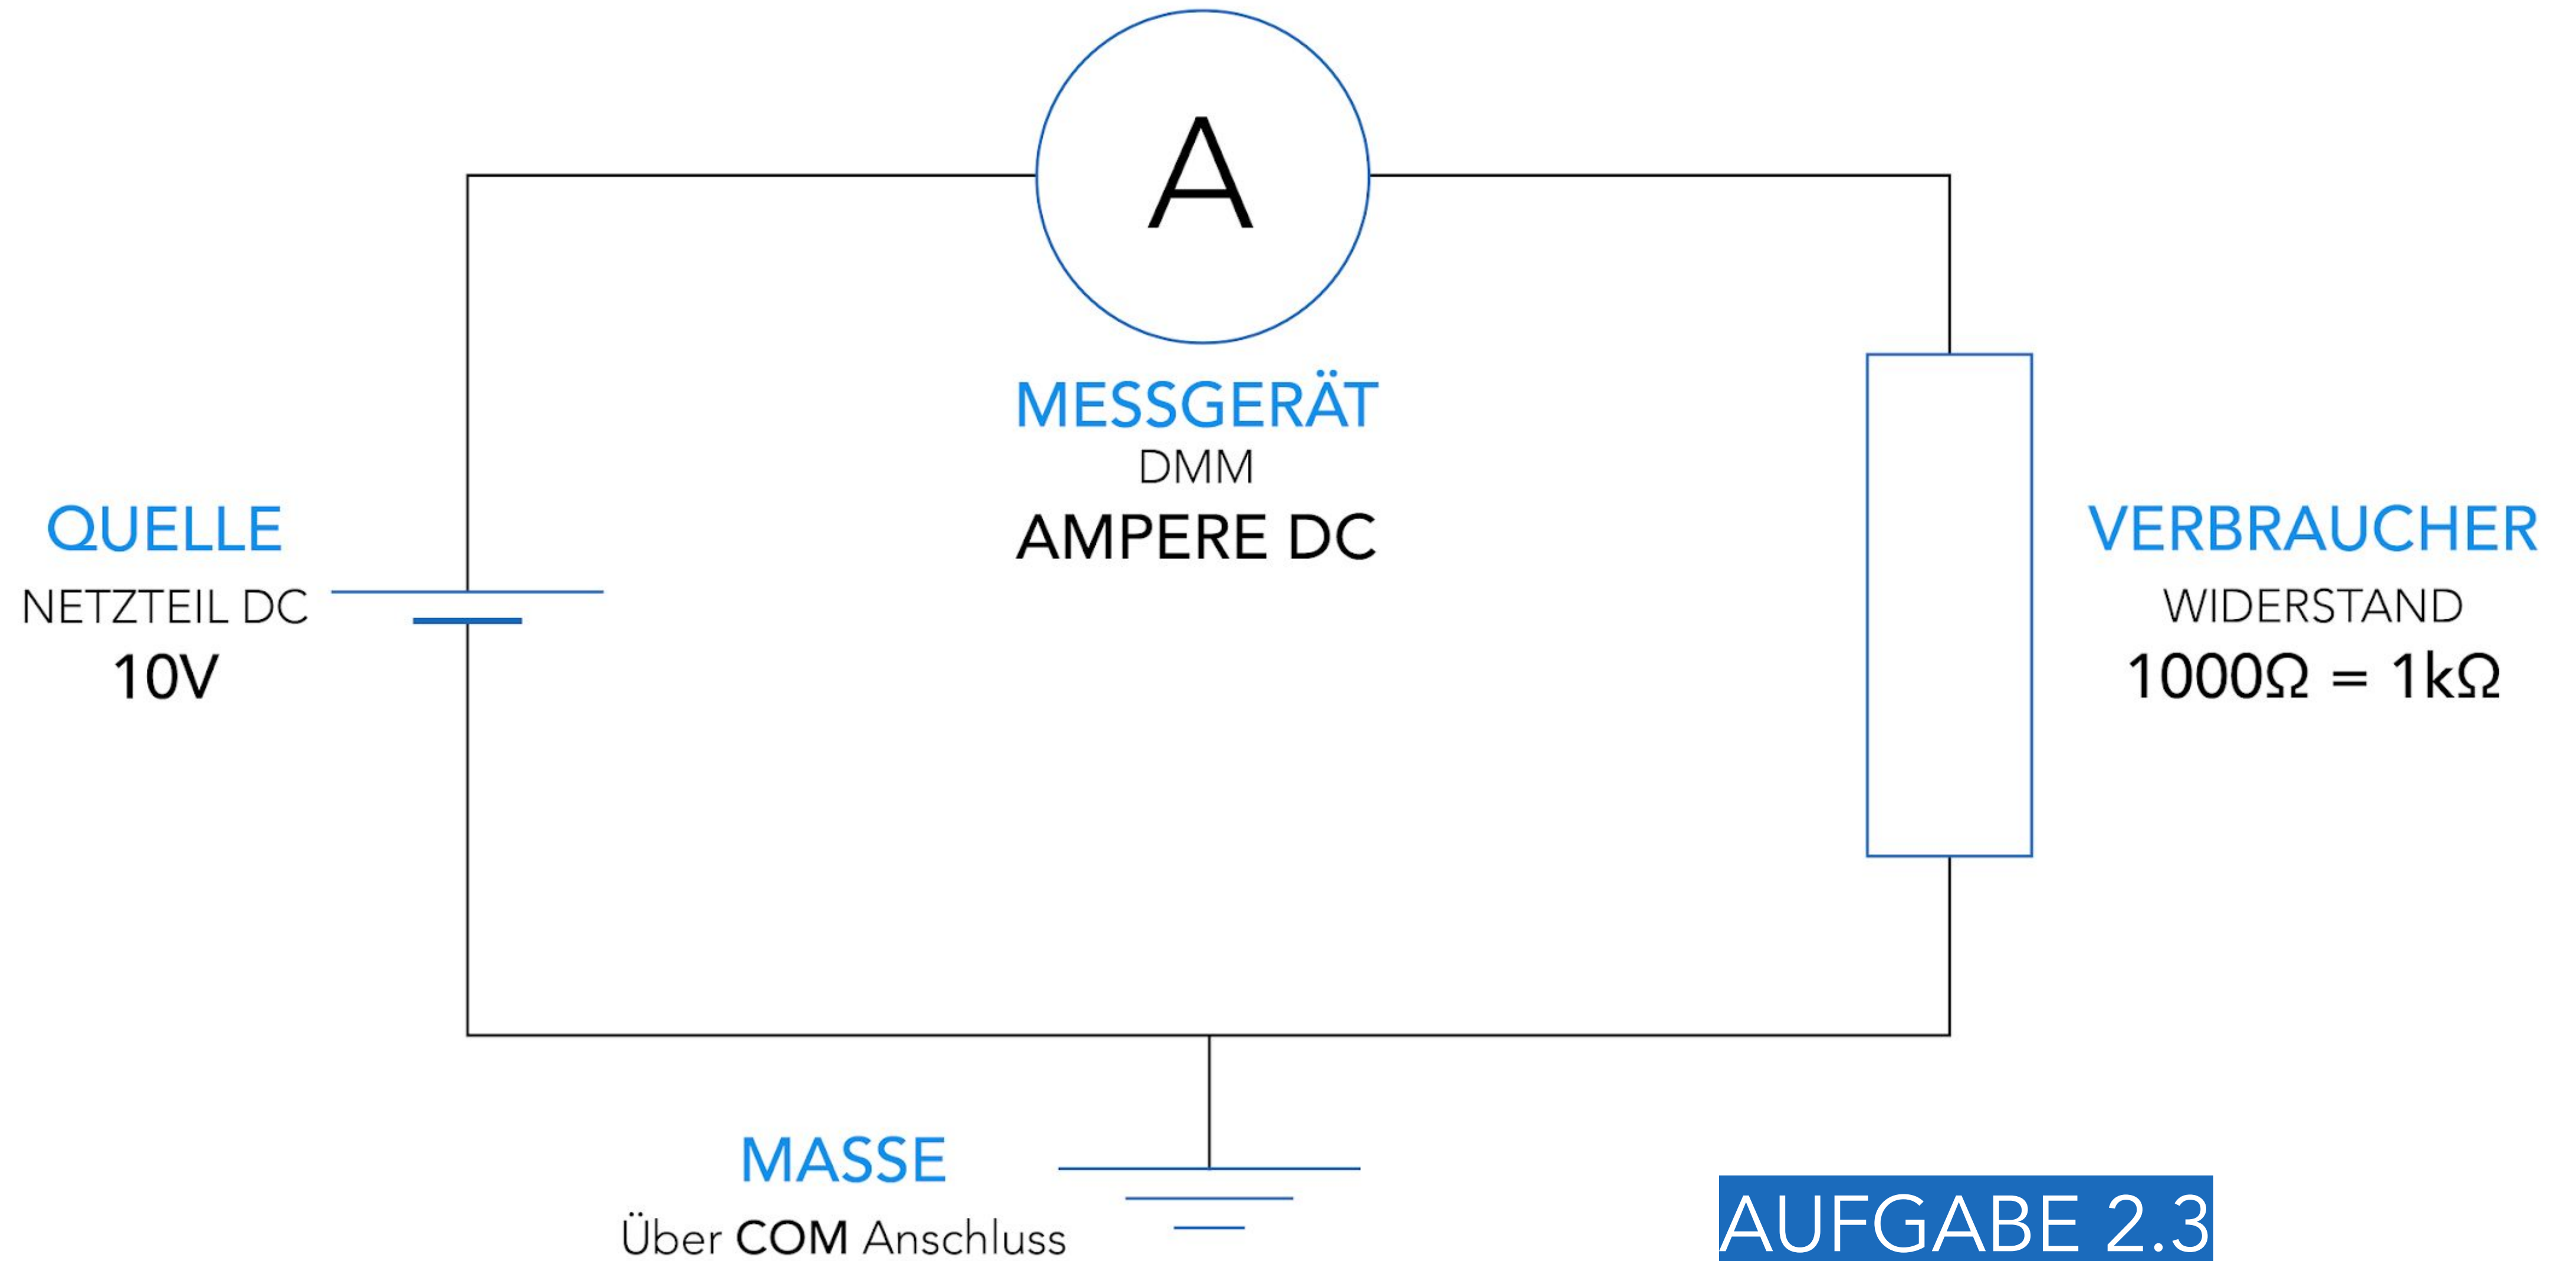 A
MESSGERÄT
DMM
AMPERE DC
QUELLE
NETZTEIL DC
10V
VERBRAUCHER
WIDERSTAND
1000Ω = 1kΩ
MASSE
Über COM Anschluss
AUFGABE 2.3